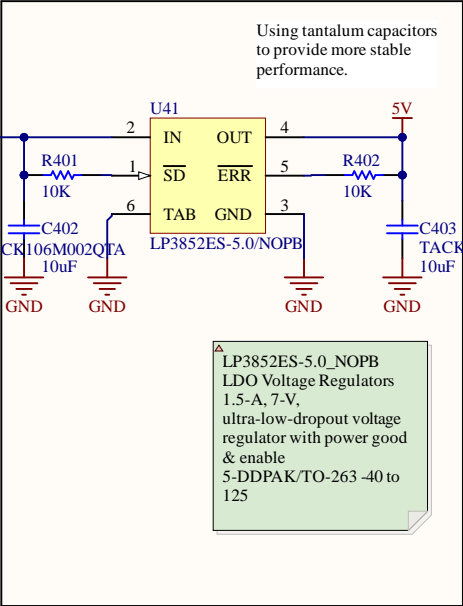 Using tantalum capacitors
to provide more stable
performance.
U41
5V
2 IN OUT 4
R401
1 SD ERR 5
R402
10K
10K
6 TAB GND 3
C402
CK106M002QTA
10uF
LP3852ES-5.0/NOPB
C403
TACK
10uF
GND
GND
GND
GND
LP3852ES-5.0_NOPB
LDO Voltage Regulators
1.5-A, 7-V,
ultra-low-dropout voltage
regulator with power good
& enable
5-DDPAK/TO-263 -40 to
125